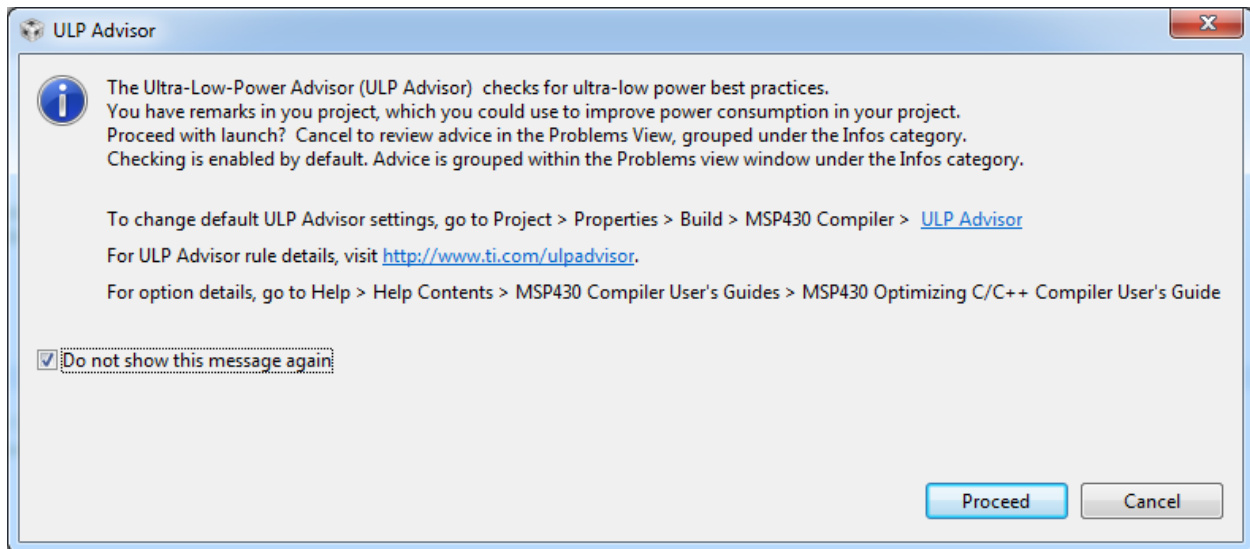 ULP Advisor
The Ultra-Low-Power Advisor (ULP Advisor)  checks for ultra-low power best practices.
You have remarks in your project, which you could use to improve power consumption in your project.
Proceed with launch?  Cancel to review advice in the Problems View, grouped under the Infos category.
Checking is enabled by default. Advice is grouped within the Problems view window under the Infos category.
To change default ULP Advisor settings, go to Project > Properties > Build > MSP430 Compiler >  ULP Advisor
For ULP Advisor rule details, visit http://www.ti.com/ulpadvisor.
For option details, go to Help > Help Contents > MSP430 Compiler User's Guides > MSP430 Optimizing C/C++ Compiler User's Guide
Do not show this message again
Proceed
Cancel